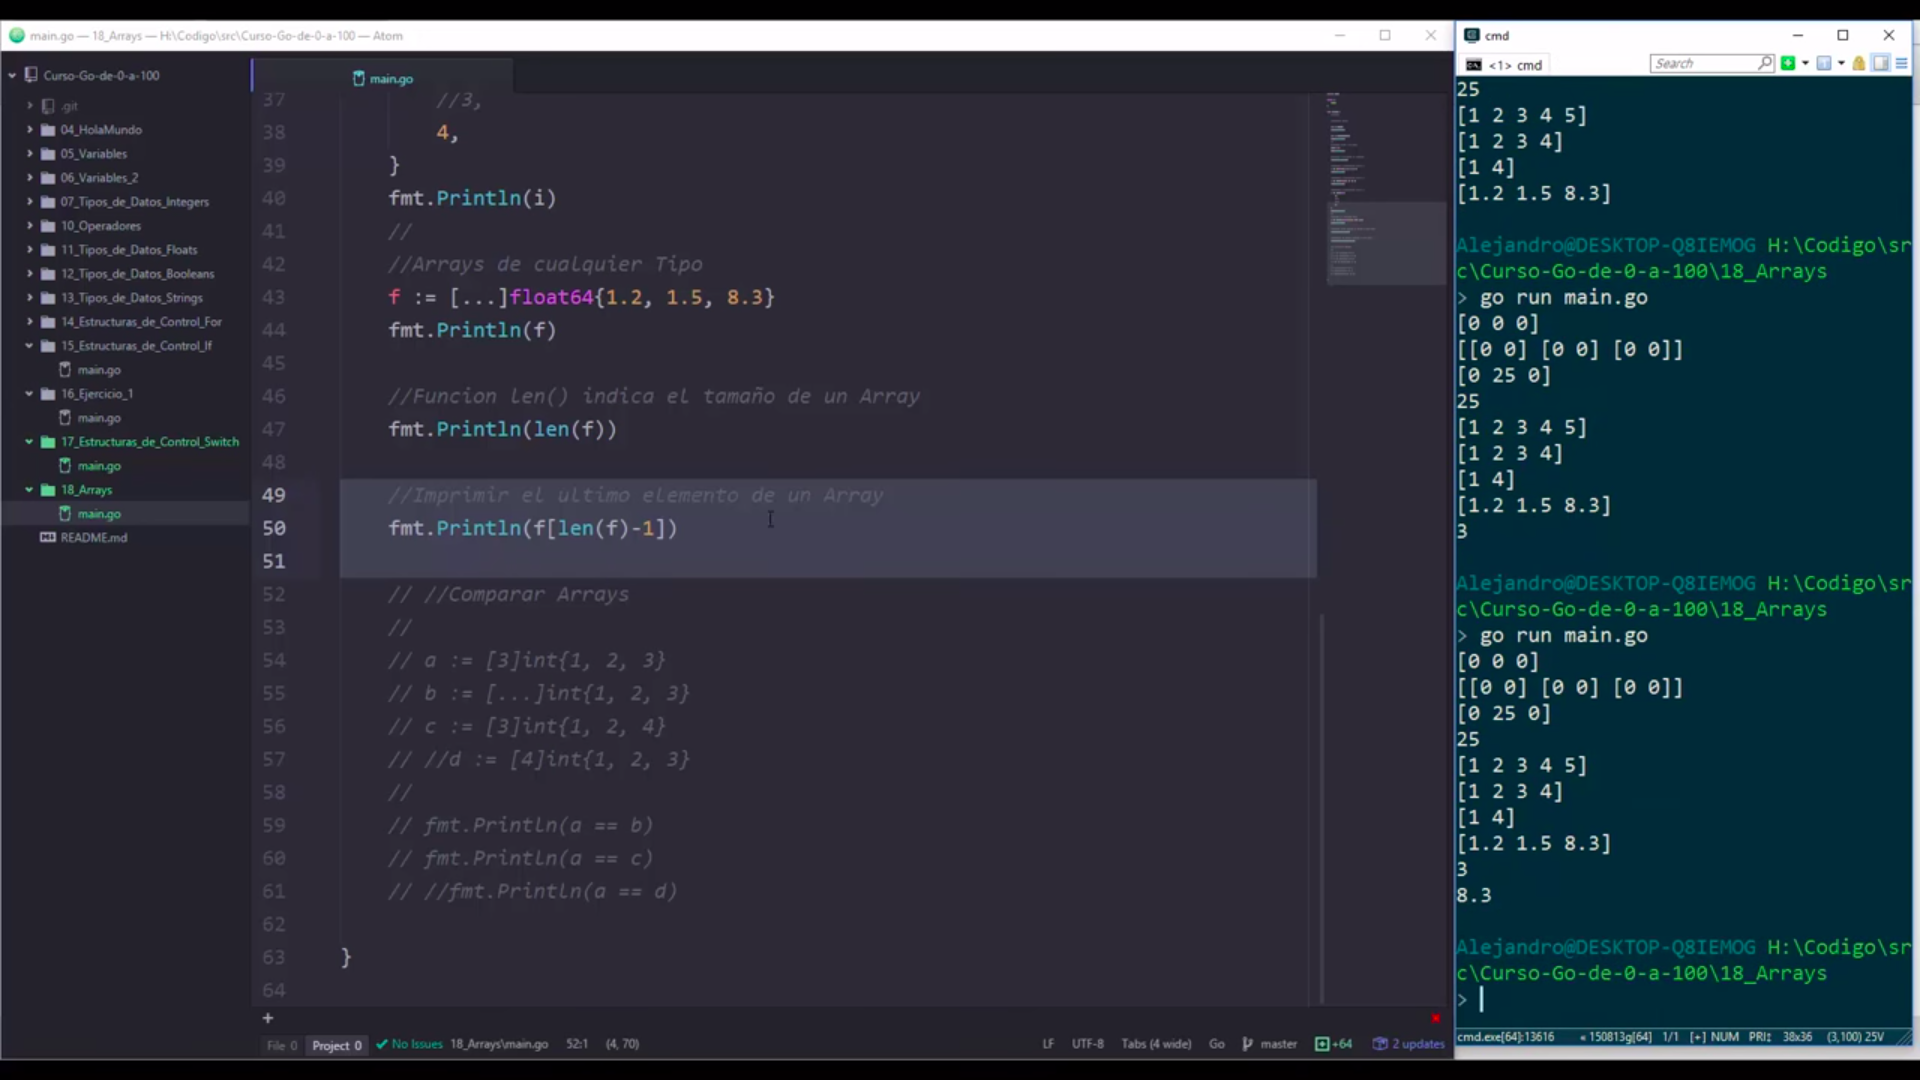 main.go — 18_Arrays — H:\Codigo\src\Curso-Go-de-0-a-100 — Atom
Curso-Go-de-0-a-100
.git
04_HolaMundo
05_Variables
06_Variables_2
07_Tipos_de_Datos_Integers
10_Operadores
11_Tipos_de_Datos_Floats
12_Tipos_de_Datos_Booleans
13_Tipos_de_Datos_Strings
14_Estructuras_de_Control_For
15_Estructuras_de_Control_If
main.go
16_Ejercicio_1
main.go
17_Estructuras_de_Control_Switch
main.go
18_Arrays
main.go
README.md
main.go
37 //3,
38 4,
39 }
40 fmt.Println(i)
41 //
42 //Arrays de cualquier Tipo
43 f := [...]float64{1.2, 1.5, 8.3}
44 fmt.Println(f)
45
46 //Funcion len() indica el tamaño de un Array
47 fmt.Println(len(f))
48
49 //Imprimir el ultimo elemento de un Array
50 fmt.Println(f[len(f)-1])
51
52 // //Comparar Arrays
53 //
54 // a := [3]int{1, 2, 3}
55 // b := [...]int{1, 2, 3}
56 // c := [3]int{1, 2, 4}
57 // //d := [4]int{1, 2, 3}
58 //
59 // fmt.Println(a == b)
60 // fmt.Println(a == c)
61 // //fmt.Println(a == d)
62
63 }
64
+
File 0 Project 0 No Issues 18_Arrays\main.go 52:1 (4, 70) LF UTF-8 Tabs (4 wide) Go master +64 2 updates
cmd
<1> cmd Search
25
[1 2 3 4 5]
[1 2 3 4]
[1 4]
[1.2 1.5 8.3]
Alejandro@DESKTOP-Q8IEMOG H:\Codigo\sr
c\Curso-Go-de-0-a-100\18_Arrays
> go run main.go
[0 0 0]
[[0 0] [0 0] [0 0]]
[0 25 0]
25
[1 2 3 4 5]
[1 2 3 4]
[1 4]
[1.2 1.5 8.3]
3
Alejandro@DESKTOP-Q8IEMOG H:\Codigo\sr
c\Curso-Go-de-0-a-100\18_Arrays
> go run main.go
[0 0 0]
[[0 0] [0 0] [0 0]]
[0 25 0]
25
[1 2 3 4 5]
[1 2 3 4]
[1 4]
[1.2 1.5 8.3]
3
8.3
Alejandro@DESKTOP-Q8IEMOG H:\Codigo\sr
c\Curso-Go-de-0-a-100\18_Arrays
>
cmd.exe[64]:13616 « 150813g[64] 1/1 [+] NUM PRI↕ 38x36 (3,100) 25V